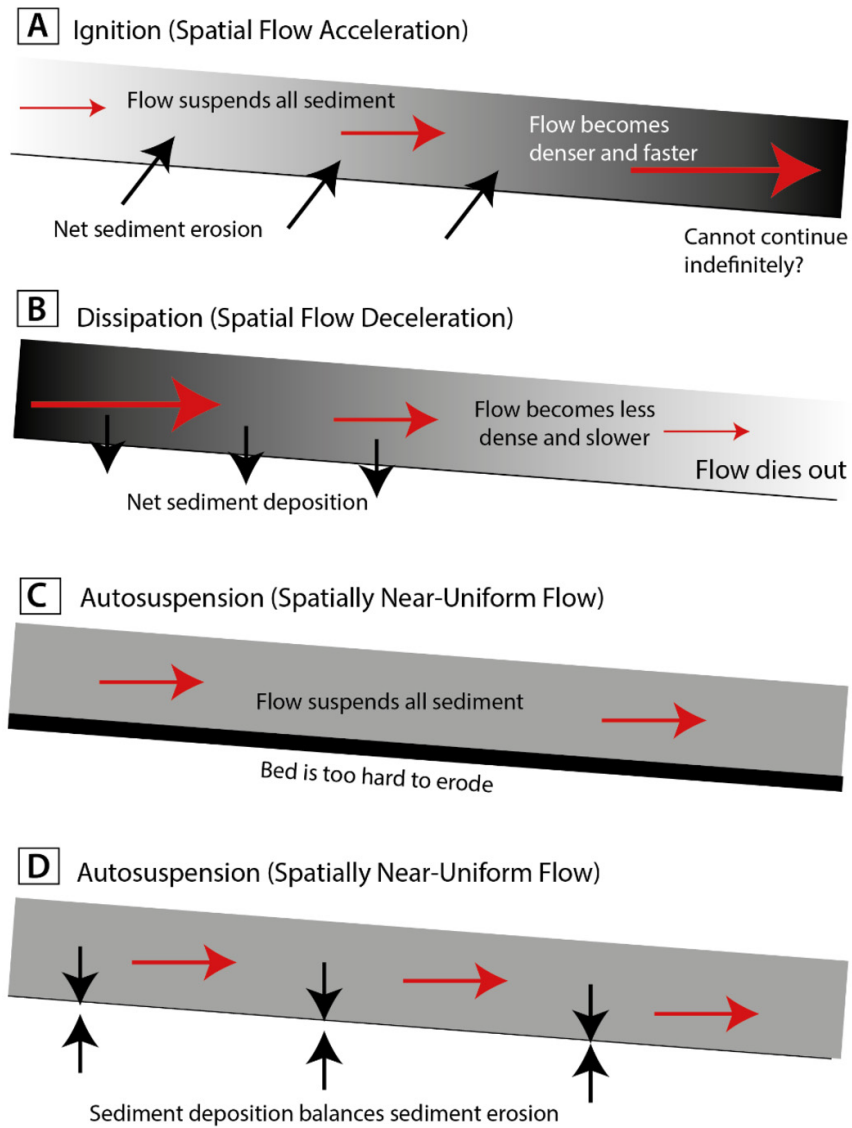 A Ignition (Spatial Flow Acceleration)
Flow suspends all sediment
Flow becomes
denser and faster
Net sediment erosion
Cannot continue
indefinitely?
B Dissipation (Spatial Flow Deceleration)
Flow becomes less
dense and slower
Flow dies out
Net sediment deposition
C Autosuspension (Spatially Near-Uniform Flow)
Flow suspends all sediment
Bed is too hard to erode
D Autosuspension (Spatially Near-Uniform Flow)
Sediment deposition balances sediment erosion